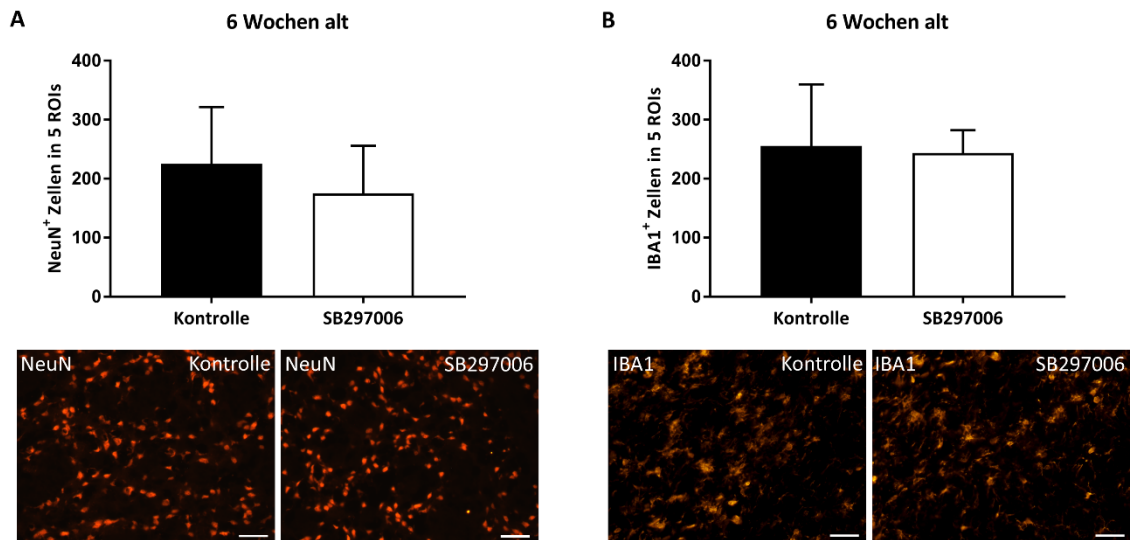 A
6 Wochen alt
NeuN⁺ Zellen in 5 ROIs
400
300
200
100
0
Kontrolle
SB297006
NeuN
Kontrolle
NeuN
SB297006
B
6 Wochen alt
IBA1⁺ Zellen in 5 ROIs
400
300
200
100
0
Kontrolle
SB297006
IBA1
Kontrolle
IBA1
SB297006